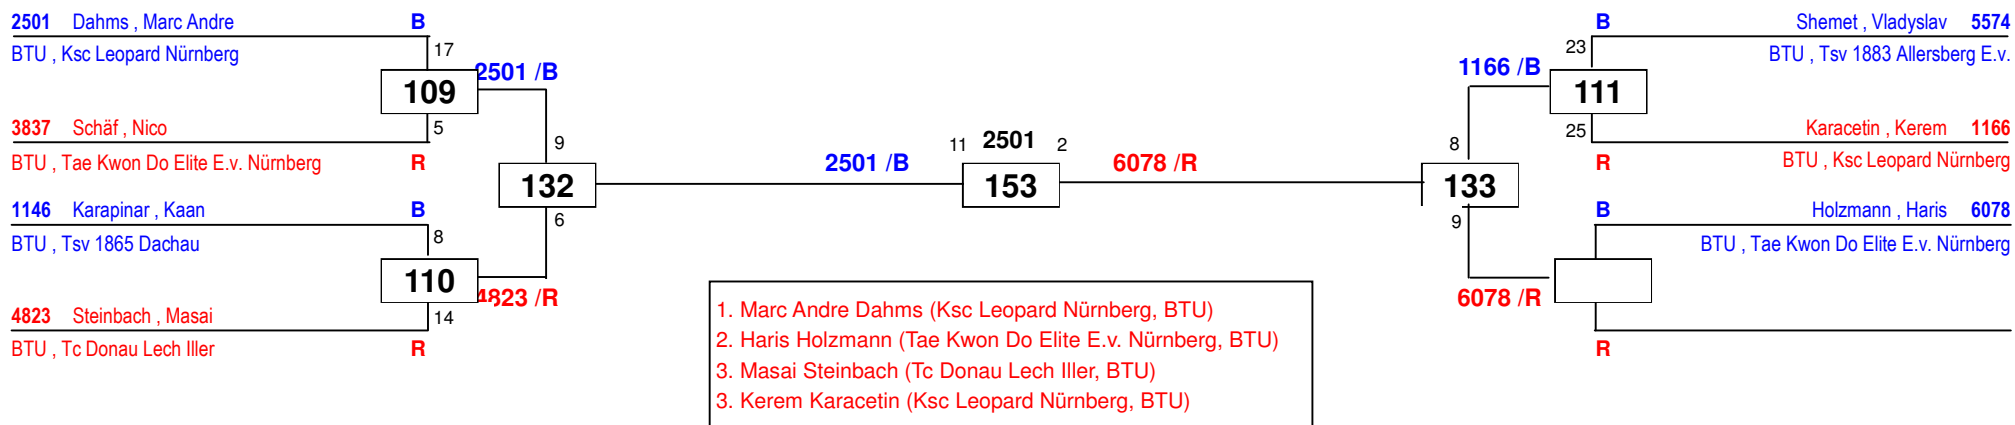 2501 Dahms , Marc Andre B
17
BTU , Ksc Leopard Nürnberg
2501 /B
109
3837 Schäf , Nico
5
BTU , Tae Kwon Do Elite E.v. Nürnberg R
9
132
6
1146 Karapinar , Kaan B
8
BTU , Tsv 1865 Dachau
110
4823 /R
4823 Steinbach , Masai
14
BTU , Tc Donau Lech Iller R
2501 /B
11 2501 2
153
6078 /R
B Shemet , Vladyslav 5574
23
BTU , Tsv 1883 Allersberg E.v.
1166 /B
111
25
Karacetin , Kerem 1166
R BTU , Ksc Leopard Nürnberg
8
133
9
B Holzmann , Haris 6078
BTU , Tae Kwon Do Elite E.v. Nürnberg
6078 /R
R
1. Marc Andre Dahms (Ksc Leopard Nürnberg, BTU)
2. Haris Holzmann (Tae Kwon Do Elite E.v. Nürnberg, BTU)
3. Masai Steinbach (Tc Donau Lech Iller, BTU)
3. Kerem Karacetin (Ksc Leopard Nürnberg, BTU)